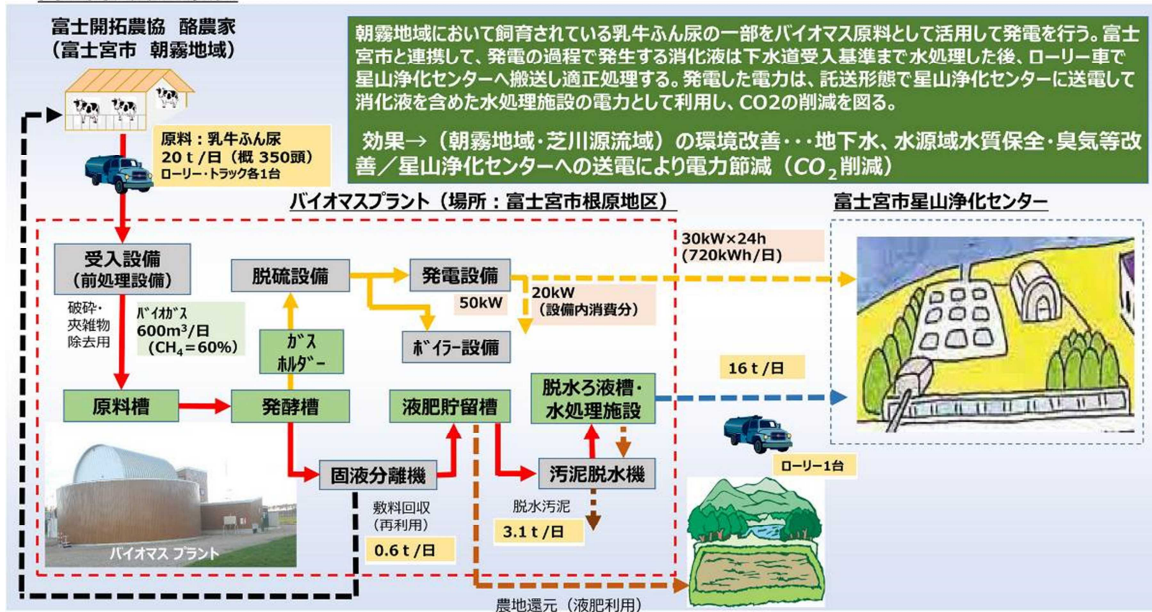 富士開拓農協 酪農家
(富士宮市 朝霧地域)
朝霧地域において飼育されている乳牛ふん尿の一部をバイオマス原料として活用して発電を行う。富士
宮市と連携して、発電の過程で発生する消化液は下水道受入基準まで水処理した後、ローリー車で
星山浄化センターへ搬送し適正処理する。発電した電力は、託送形態で星山浄化センターに送電して
消化液を含めた水処理施設の電力として利用し、CO2の削減を図る。
効果→(朝霧地域・芝川源流域)の環境改善・・・地下水、水源域水質保全・臭気等改
善/星山浄化センターへの送電により電力節減(CO₂削減)
原料:乳牛ふん尿
20t/日(概 350頭)
ローリー・トラック各1台
バイオマスプラント(場所:富士宮市根原地区)
富士宮市星山浄化センター
受入設備
(前処理設備)
破砕・
夾雑物
除去用
バイオガス
600m³/日
(CH₄=60%)
脱硫設備
発電設備
50kW
20kW
(設備内消費分)
30kW×24h
(720kWh/日)
ガス
ホルダー
ボイラー設備
原料槽
発酵槽
液肥貯留槽
脱水ろ液槽・
水処理施設
16t/日
固液分離機
汚泥脱水機
ローリー1台
敷料回収
(再利用)
0.6t/日
脱水汚泥
3.1t/日
バイオマス プラント
農地還元(液肥利用)